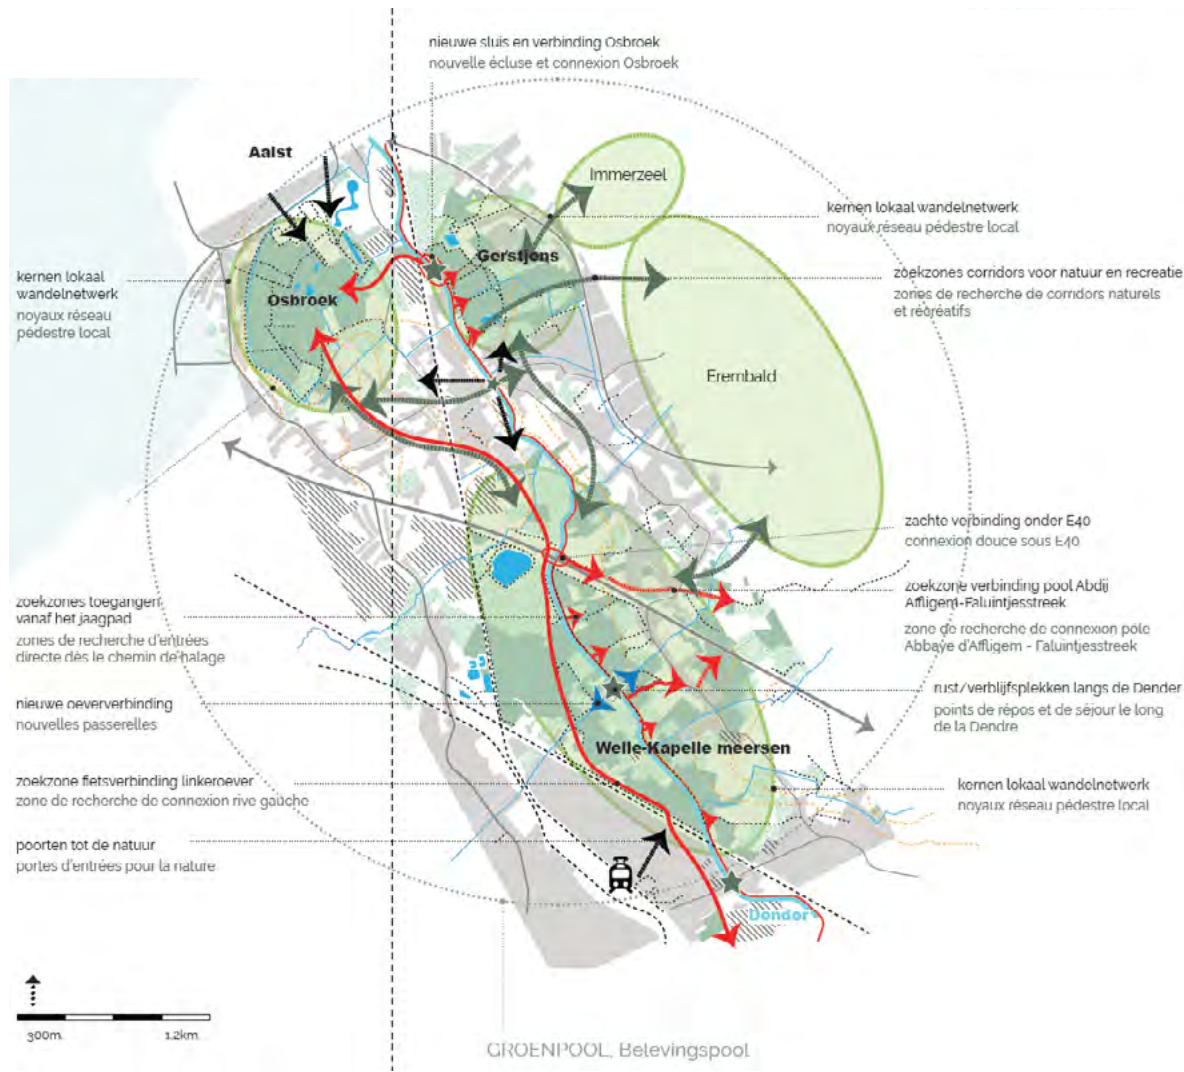 nieuwe sluis en verbinding Osbroek
nouvelle écluse et connexion Osbroek
Aalst
Immerzeel
kernen lokaal wandelnetwerk
noyaux réseau pédestre local
Gerstjens
zoekzones corridors voor natuur en recreatie
zones de recherche de corridors naturels
et récréatifs
kernen lokaal
wandelnetwerk
noyaux réseau
pédestre local
Osbroek
Erembald
zachte verbinding onder E40
connexion douce sous E40
zoekzone verbinding pool Abdij
Affligem-Faluintjesstreek
zone de recherche de connexion pôle
Abbaye d'Affligem - Faluintjesstreek
zoekzones toegangen
vanaf het jaagpad
zones de recherche d'entrées
directe dès le chemin de halage
rust/verblijfsplekken langs de Dender
points de répos et de séjour le long
de la Dendre
nieuwe oeververbinding
nouvelles passerelles
Welle-Kapelle meersen
zoekzone fietsverbinding linkeroever
zone de recherche de connexion rive gauche
kernen lokaal wandelnetwerk
noyaux réseau pédestre local
poorten tot de natuur
portes d'entrées pour la nature
Dender
300m.
1.2km.
GROENPOOL, Belevingspool